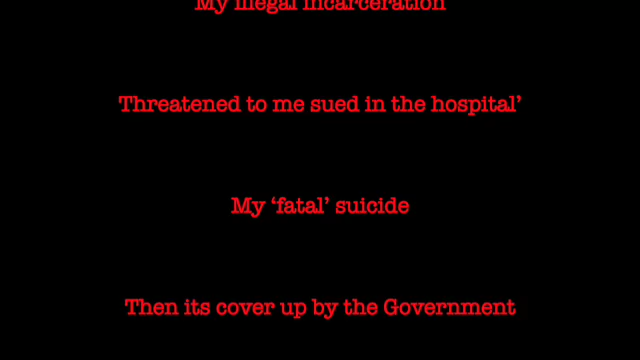 My illegal incarceration
Threatened to me sued in the hospital’
My ‘fatal’ suicide
Then its cover up by the Government